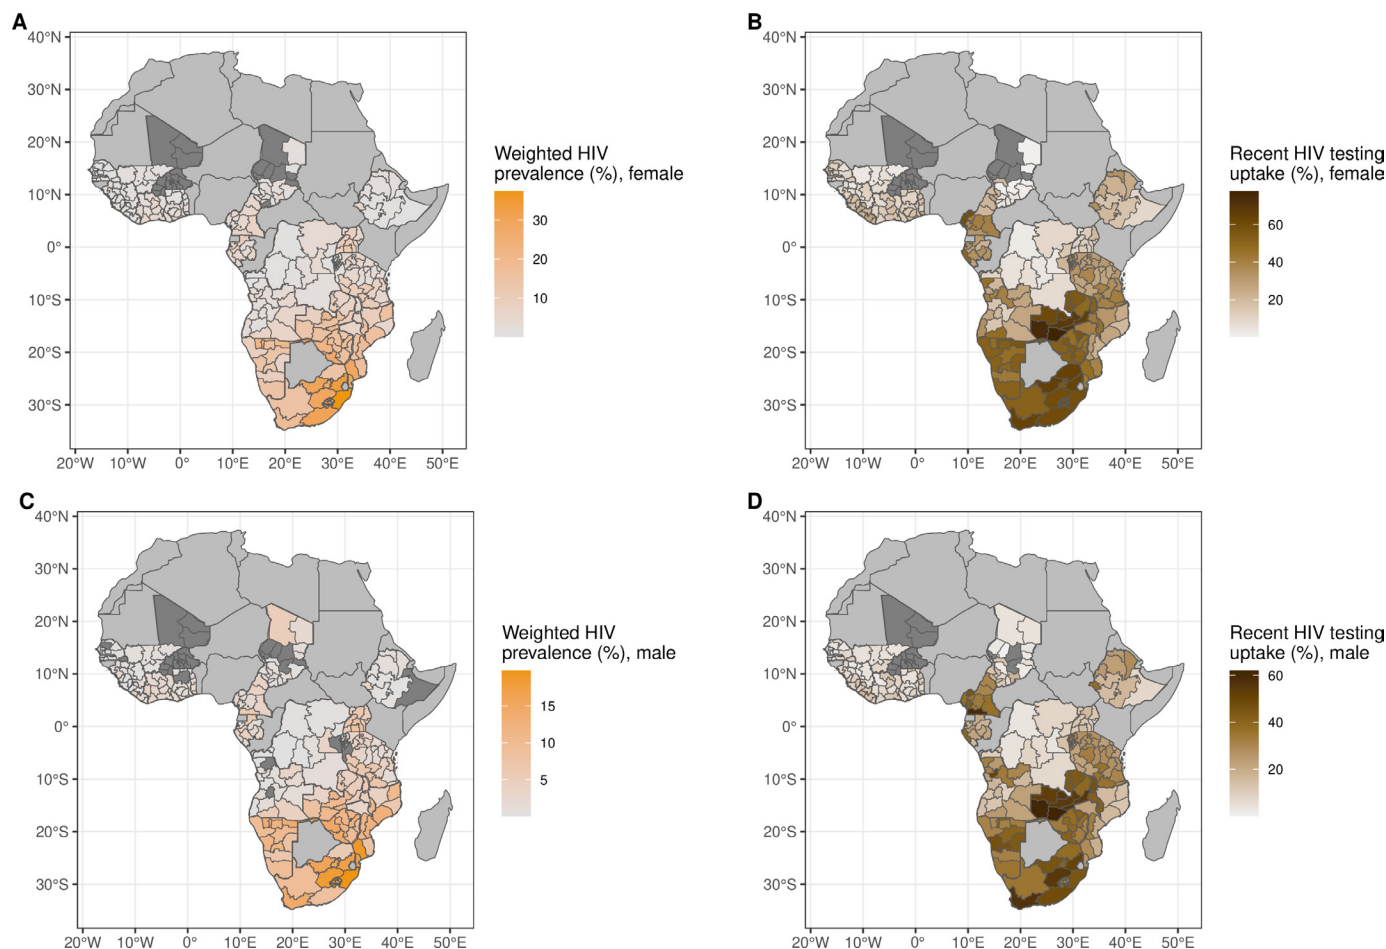 A
40°N
30°N
20°N
10°N
0°
10°S
20°S
30°S
20°W 10°W 0° 10°E 20°E 30°E 40°E 50°E
Weighted HIV
prevalence (%), female
30
20
10
B
40°N
30°N
20°N
10°N
0°
10°S
20°S
30°S
20°W 10°W 0° 10°E 20°E 30°E 40°E 50°E
Recent HIV testing
uptake (%), female
60
40
20
C
40°N
30°N
20°N
10°N
0°
10°S
20°S
30°S
20°W 10°W 0° 10°E 20°E 30°E 40°E 50°E
Weighted HIV
prevalence (%), male
15
10
5
D
40°N
30°N
20°N
10°N
0°
10°S
20°S
30°S
20°W 10°W 0° 10°E 20°E 30°E 40°E 50°E
Recent HIV testing
uptake (%), male
60
40
20